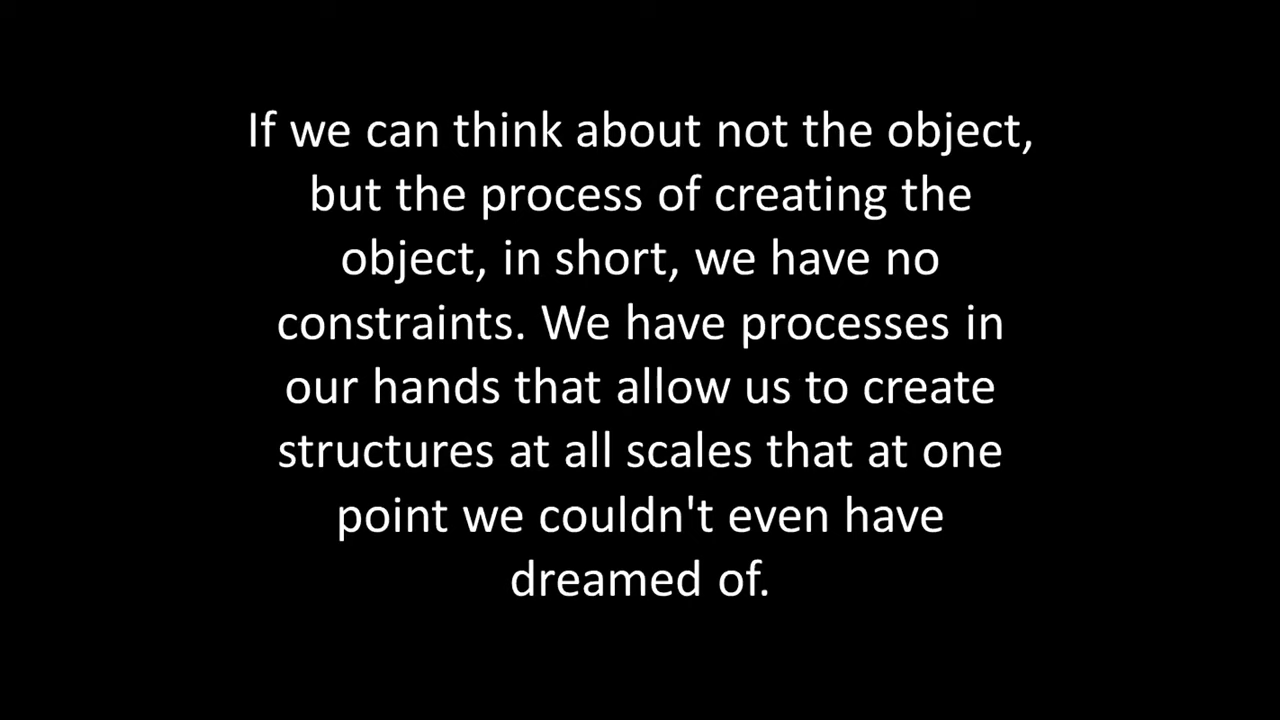 If we can think about not the object,
but the process of creating the
object, in short, we have no
constraints. We have processes in
our hands that allow us to create
structures at all scales that at one
point we couldn't even have
dreamed of.